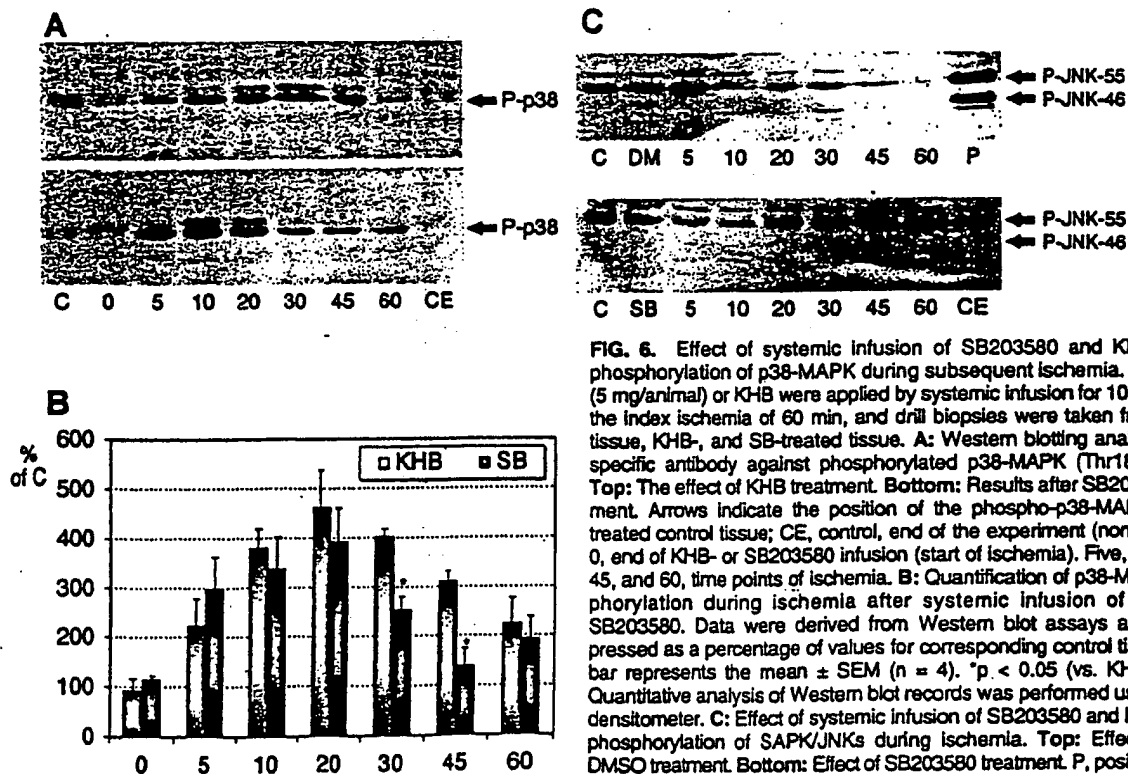 A
P-p38
P-p38
C 0 5 10 20 30 45 60 CE
B
600
500
400
300
200
100
0
% of C
KHB SB
*
*
0 5 10 20 30 45 60
C
P-JNK-55
P-JNK-46
C DM 5 10 20 30 45 60 P
P-JNK-55
P-JNK-46
C SB 5 10 20 30 45 60 CE
FIG. 6. Effect of systemic infusion of SB203580 and
phosphorylation of p38-MAPK during subsequent ischemia.
(5 mg/animal) or KHB were applied by systemic infusion for 10
the index ischemia of 60 min, and drill biopsies were taken
tissue, KHB-, and SB-treated tissue. A: Western blotting
specific antibody against phosphorylated p38-MAPK
Top: The effect of KHB treatment. Bottom: Results after
ment. Arrows indicate the position of the
treated control tissue; CE, control, end of the experiment
0, end of KHB- or SB203580 infusion (start of ischemia). Five,
45, and 60, time points of ischemia. B: Quantification of
phorylation during ischemia after systemic infusion of
SB203580. Data were derived from Western blot assays
pressed as a percentage of values for corresponding control
bar represents the mean ± SEM (n = 4). *p < 0.05 (vs.
Quantitative analysis of Western blot records was performed
densitometer. C: Effect of systemic infusion of SB203580 and
phosphorylation of SAPK/JNKs during ischemia. Top:
DMSO treatment. Bottom: Effect of SB203580 treatment. P,